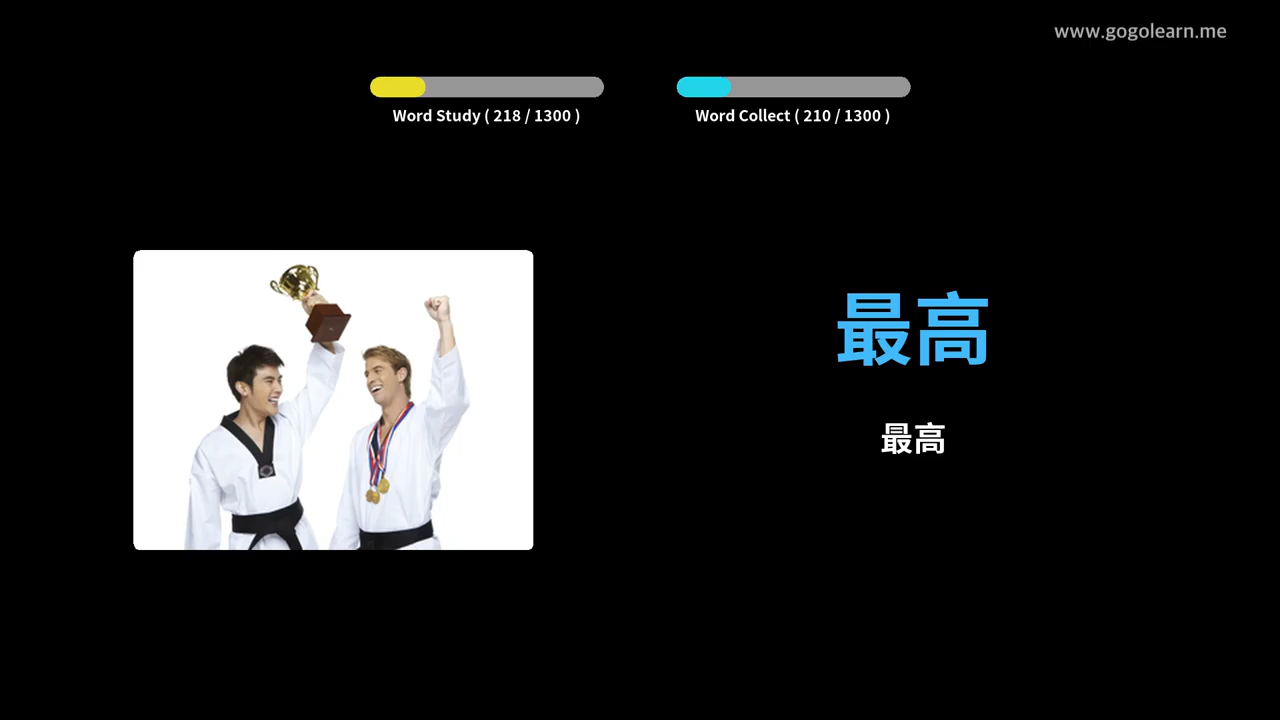 www.gogolearn.me
Word Study ( 218 / 1300 )
Word Collect ( 210 / 1300 )
最高
最高